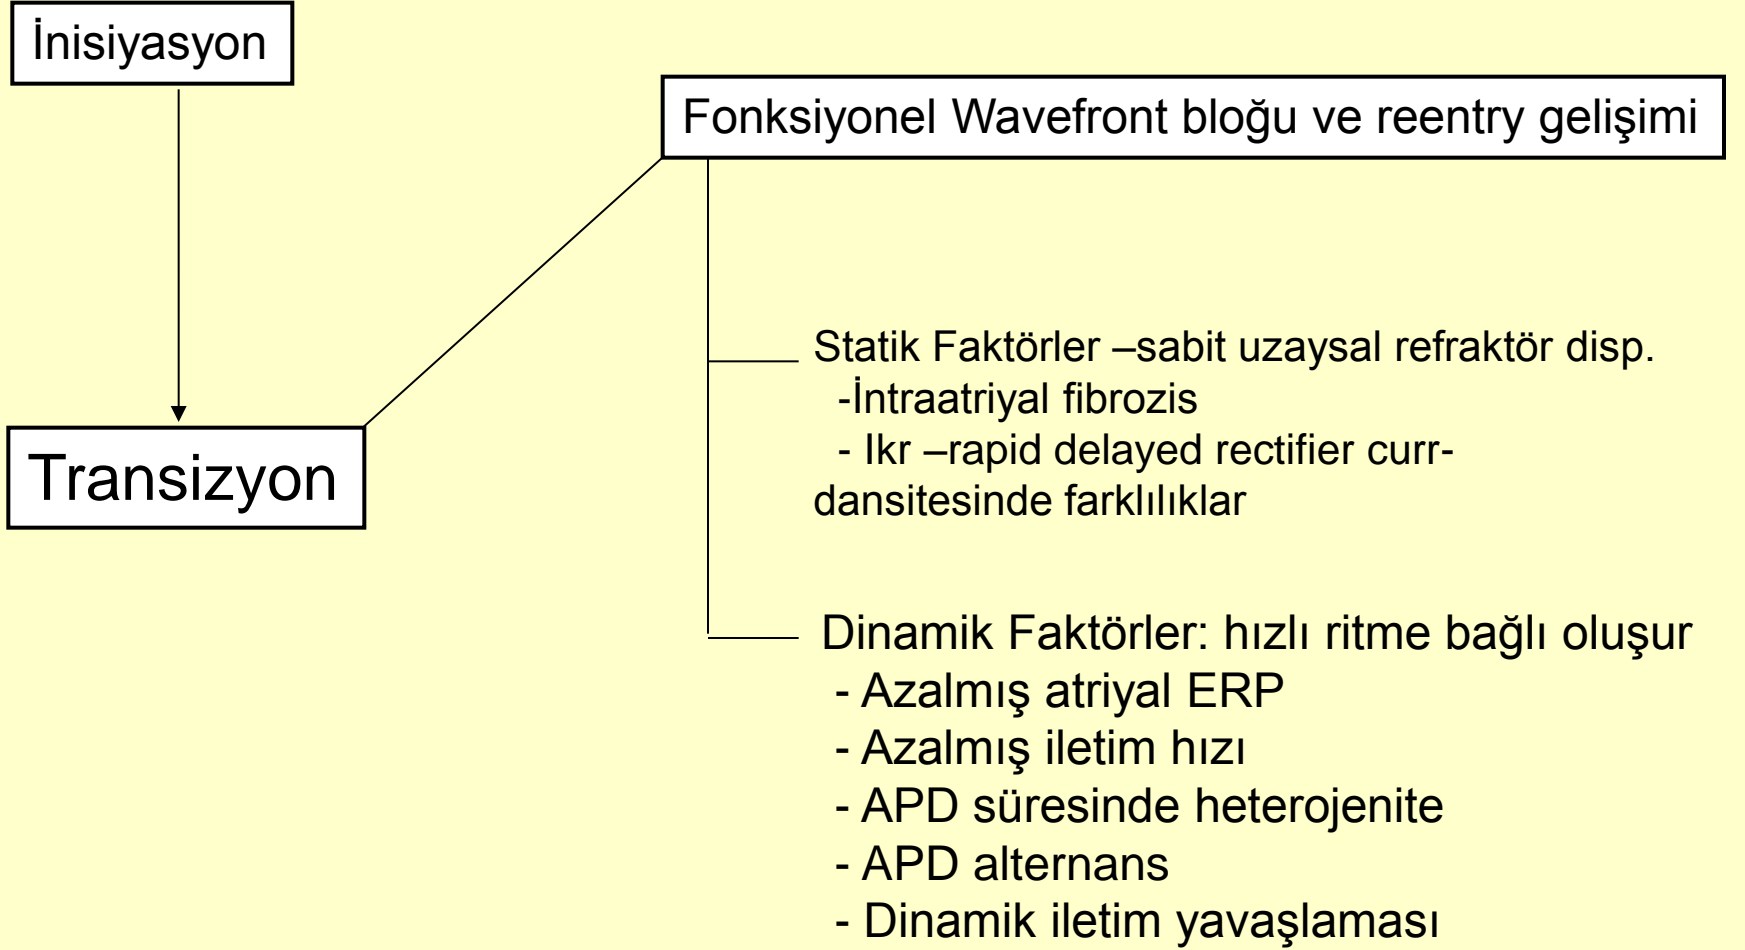 İnisiyasyon
Fonksiyonel Wavefront bloğu ve reentry gelişimi
Statik Faktörler –sabit uzaysal refraktör disp.
-İntraatriyal fibrozis
- Ikr –rapid delayed rectifier curr-
dansitesinde farklılıklar
Transizyon
Dinamik Faktörler: hızlı ritme bağlı oluşur
- Azalmış atriyal ERP
- Azalmış iletim hızı
- APD süresinde heterojenite
- APD alternans
- Dinamik iletim yavaşlaması